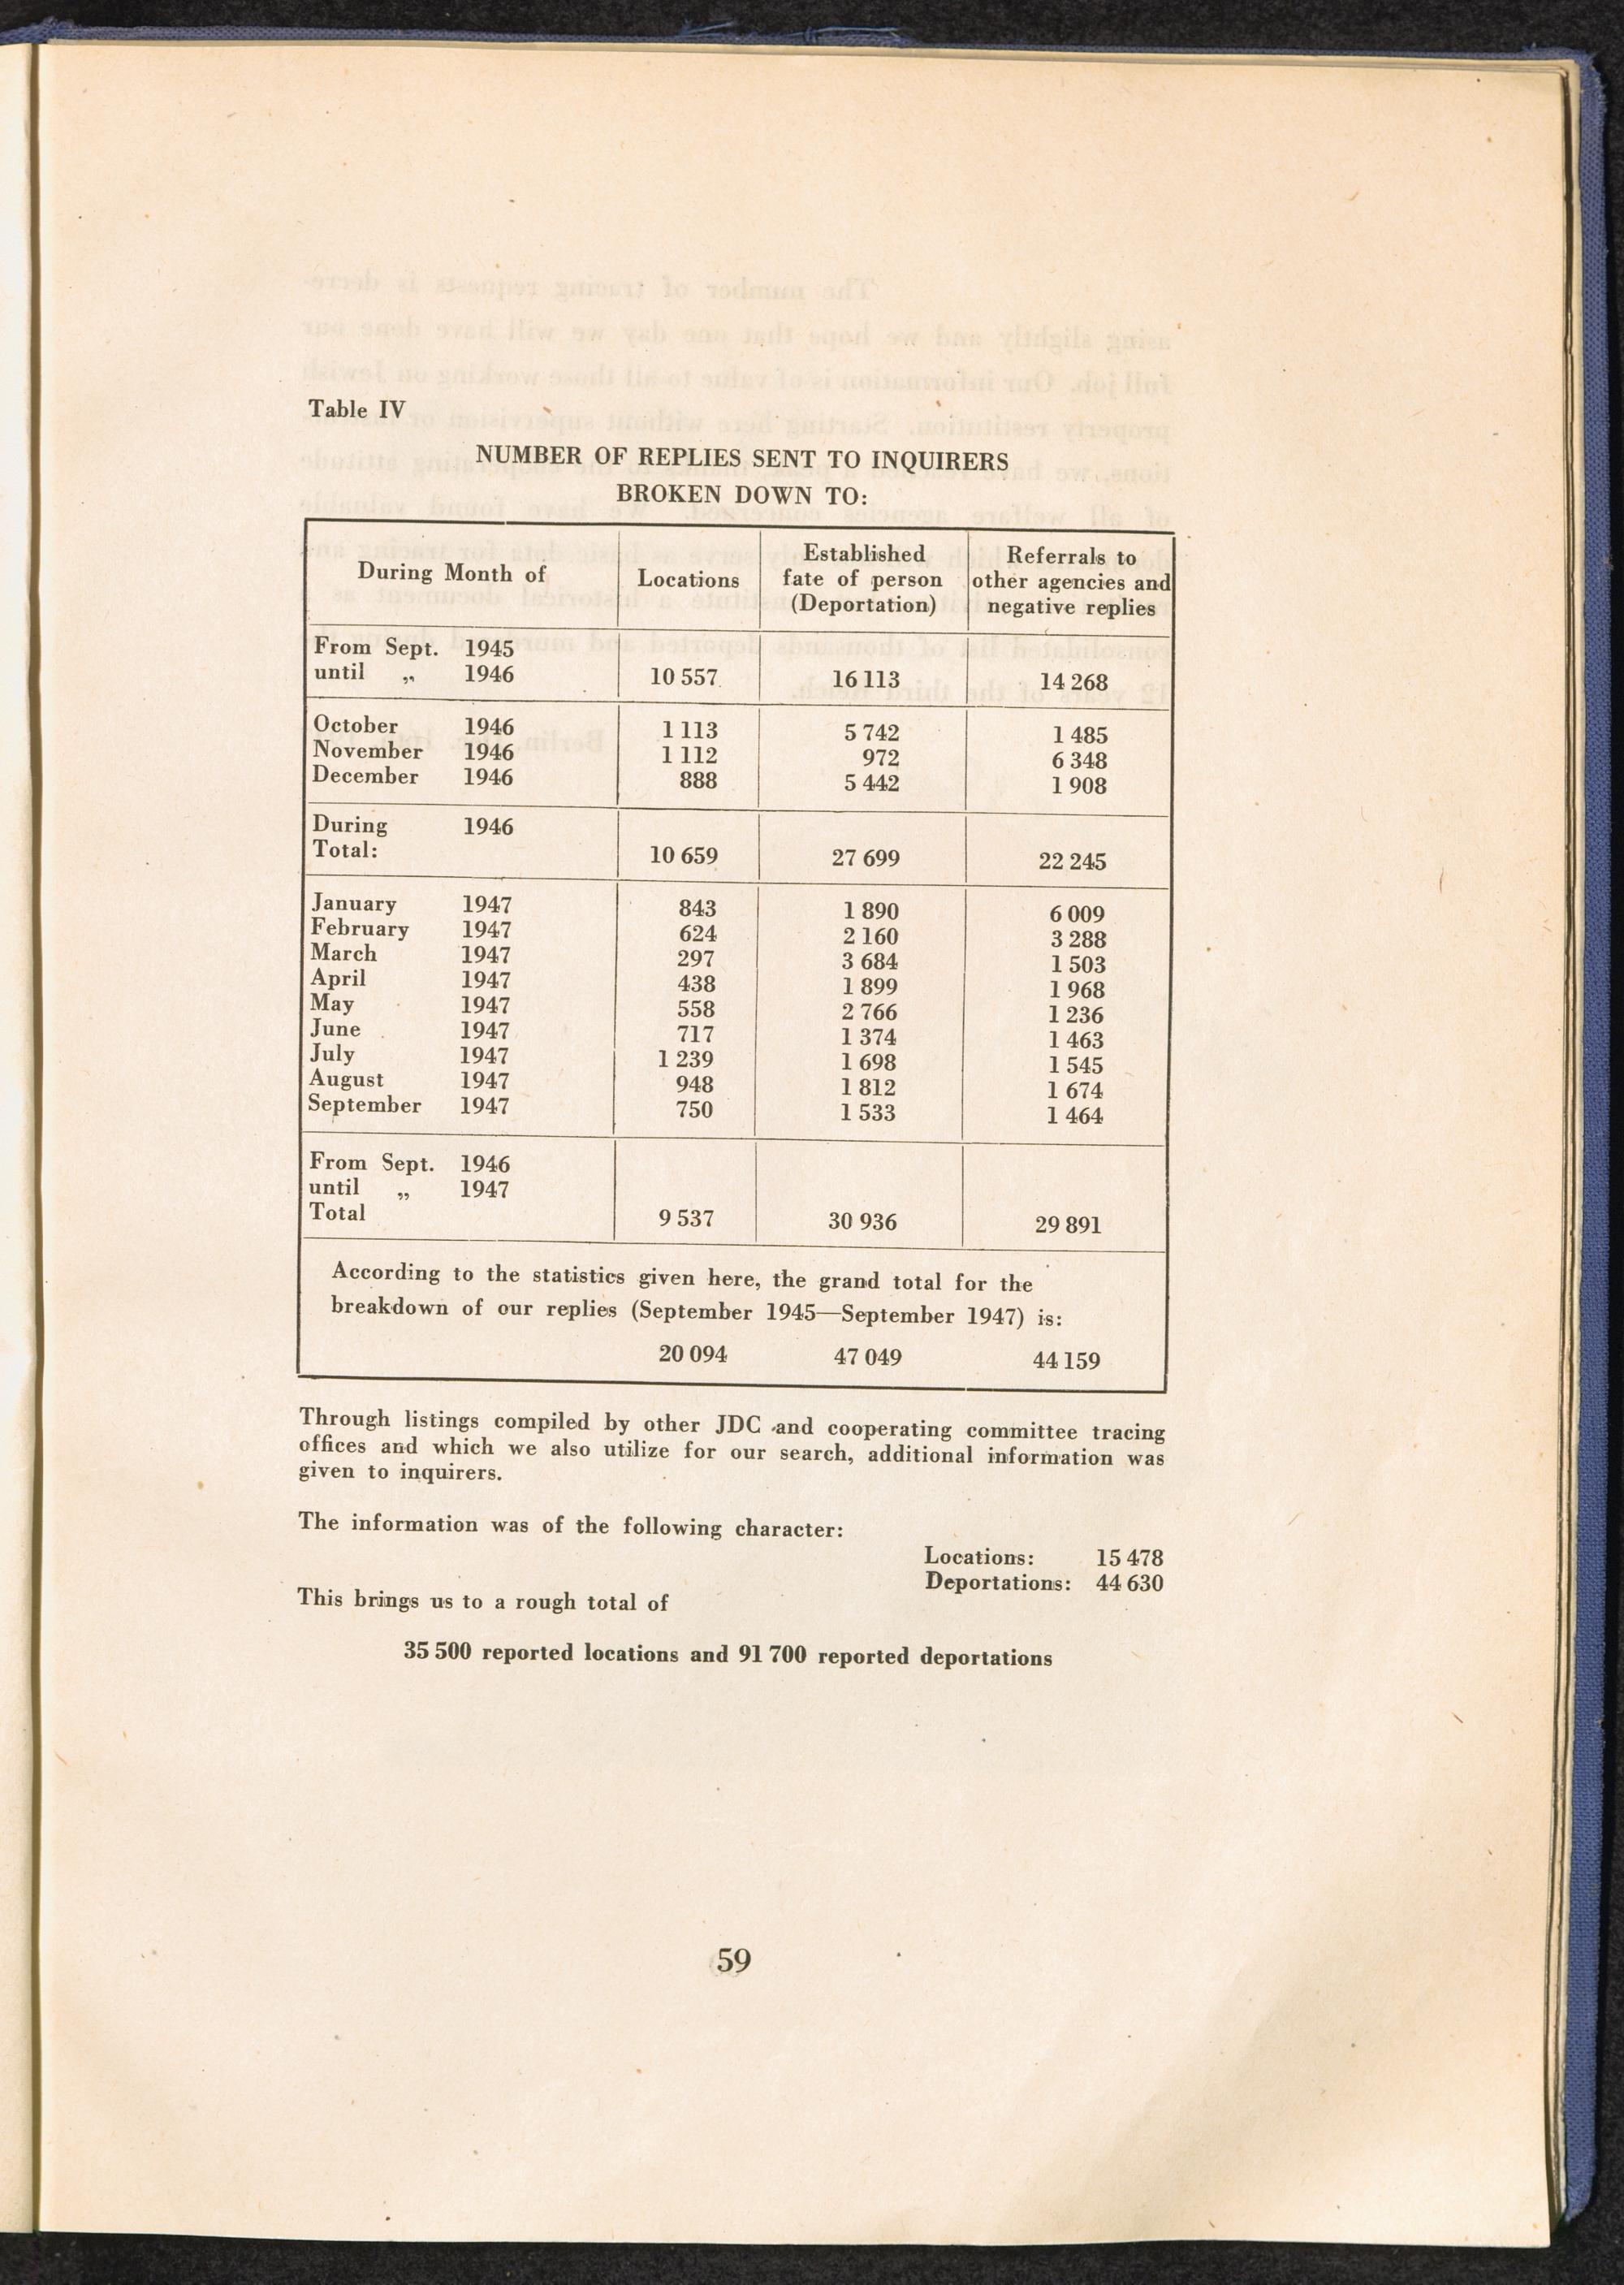 Table IV
NUMBER OF REPLIES SENT TO INQUIRERS
BROKEN DOWN TO:
During Month of Locations Established fate of person (Deportation) Referrals to other agencies and negative replies
From Sept. 1945
until „ 1946 10 557 16 113 14 268
October 1946 1 113 5 742 1 485
November 1946 1 112 972 6 348
December 1946 888 5 442 1 908
During 1946
Total: 10 659 27 699 22 245
January 1947 843 1 890 6 009
February 1947 624 2 160 3 288
March 1947 297 3 684 1 503
April 1947 438 1 899 1 968
May 1947 558 2 766 1 236
June 1947 717 1 374 1 463
July 1947 1 239 1 698 1 545
August 1947 948 1 812 1 674
September 1947 750 1 533 1 464
From Sept. 1946
until „ 1947
Total 9 537 30 936 29 891
According to the statistics given here, the grand total for the
breakdown of our replies (September 1945—September 1947) is:
20 094 47 049 44 159
Through listings compiled by other JDC and cooperating committee tracing
offices and which we also utilize for our search, additional information was
given to inquirers.
The information was of the following character:
Locations: 15 478
Deportations: 44 630
This brings us to a rough total of
35 500 reported locations and 91 700 reported deportations
59